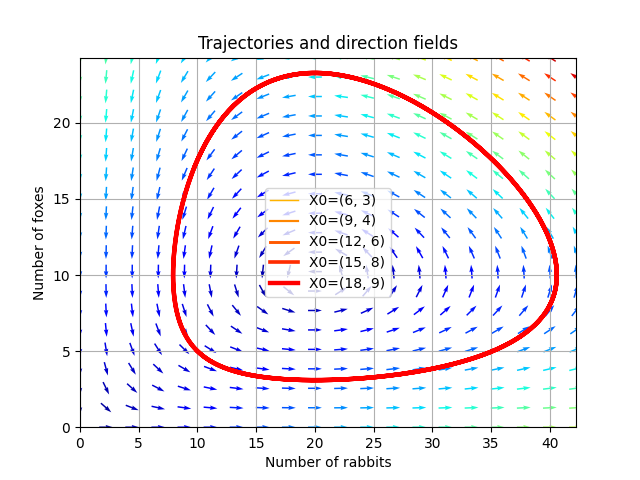 Trajectories and direction fields
Number of foxes
20
15
10
5
0
X0=(6, 3)
X0=(9, 4)
X0=(12, 6)
X0=(15, 8)
X0=(18, 9)
0 5 10 15 20 25 30 35 40
Number of rabbits